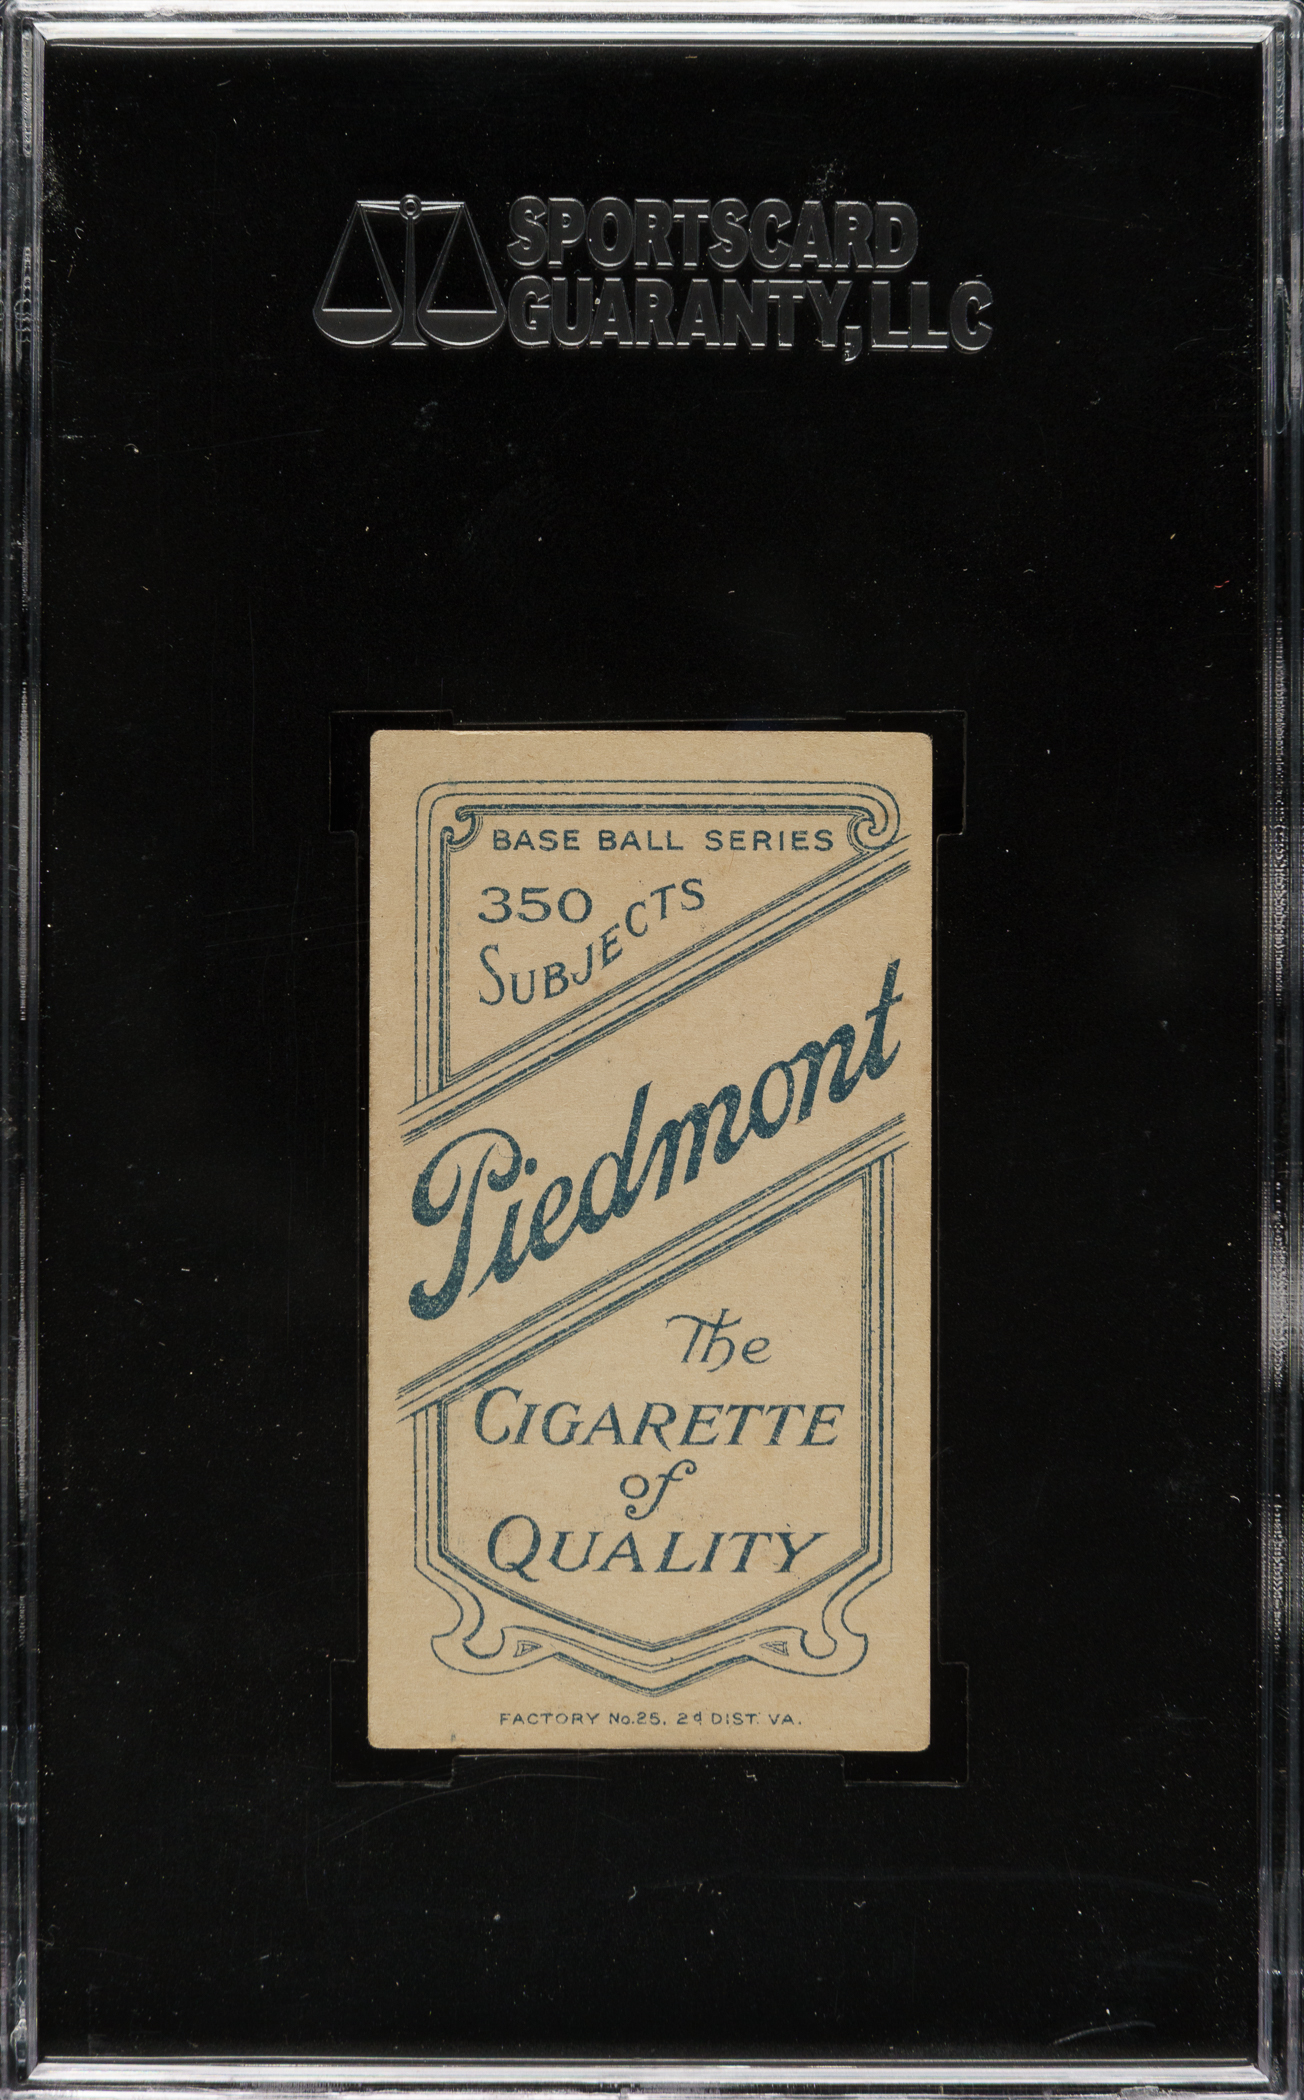 SPORTSCARD
GUARANTY, LLC
BASE BALL SERIES
350
SUBJECTS
Piedmont
The
CIGARETTE
of
QUALITY
FACTORY No.25, 2d DIST. VA.